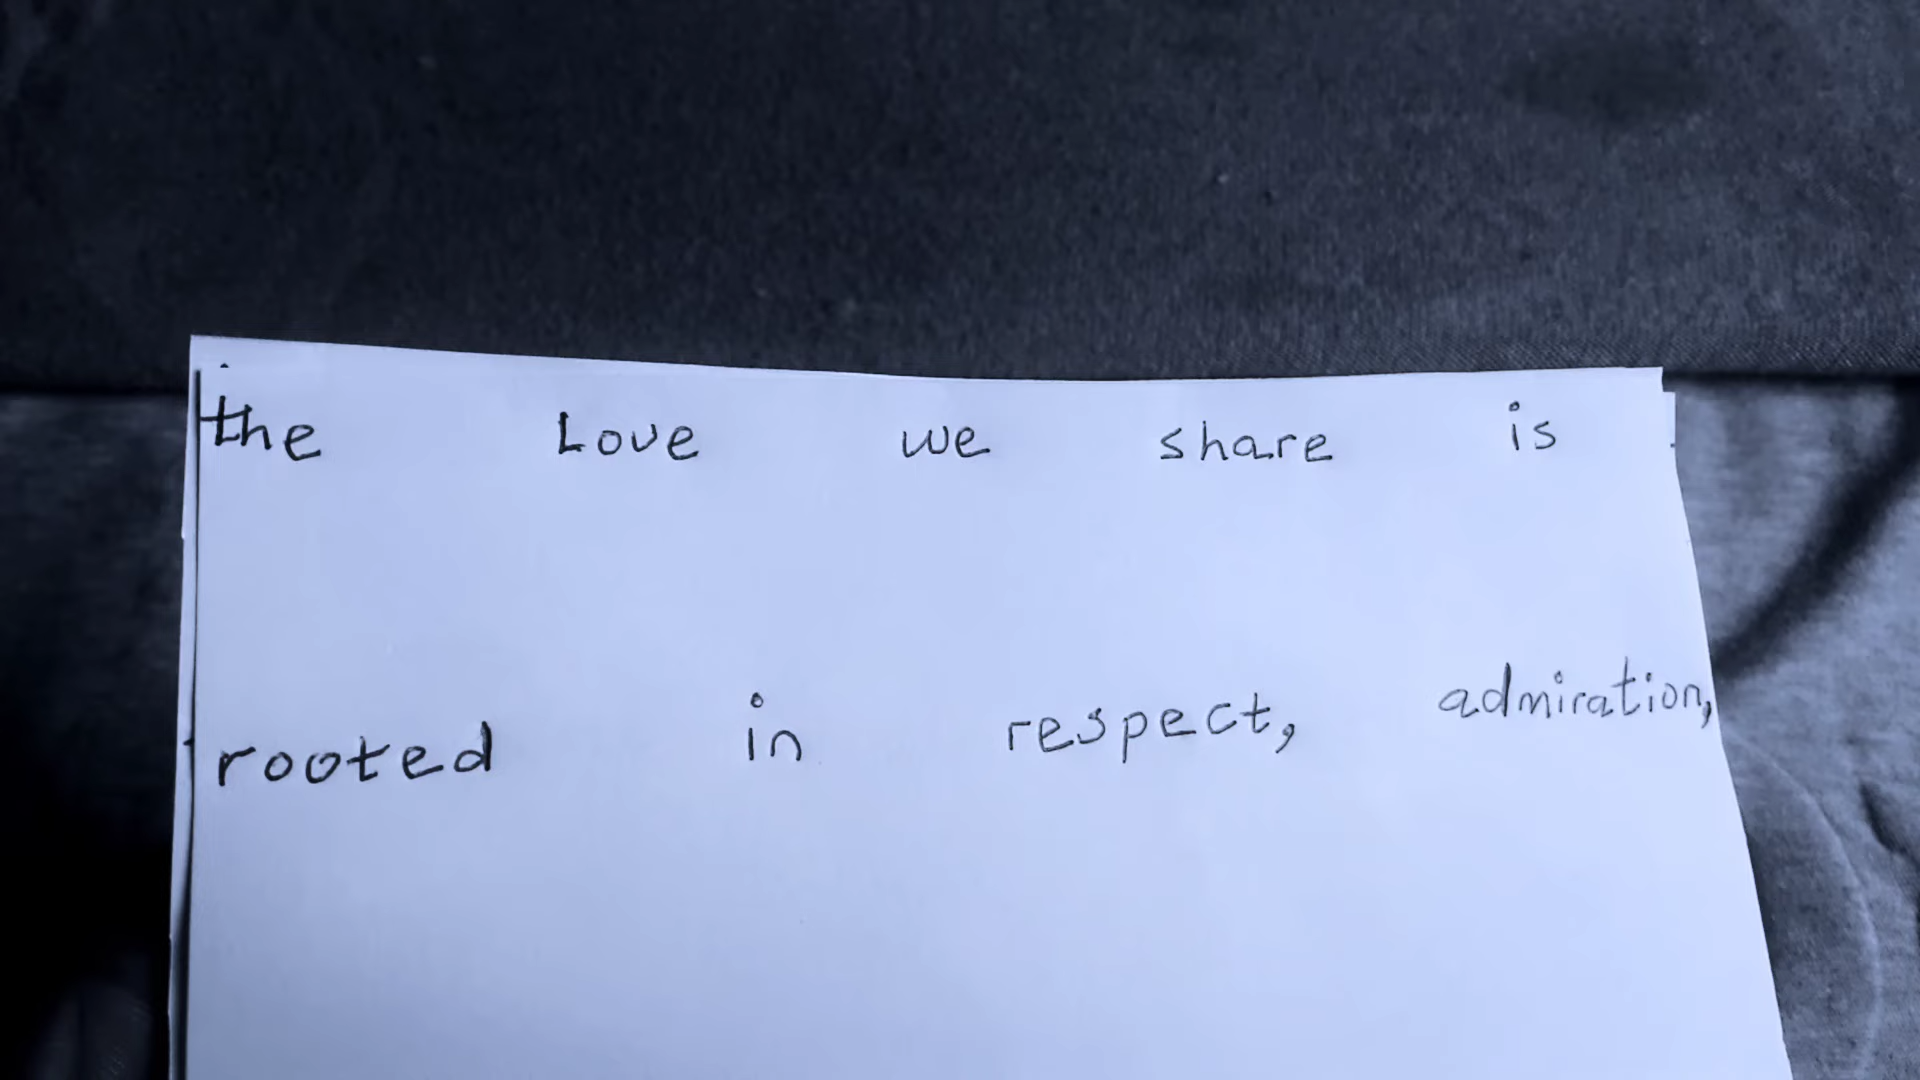 the Love we share is
rooted in respect, admiration,